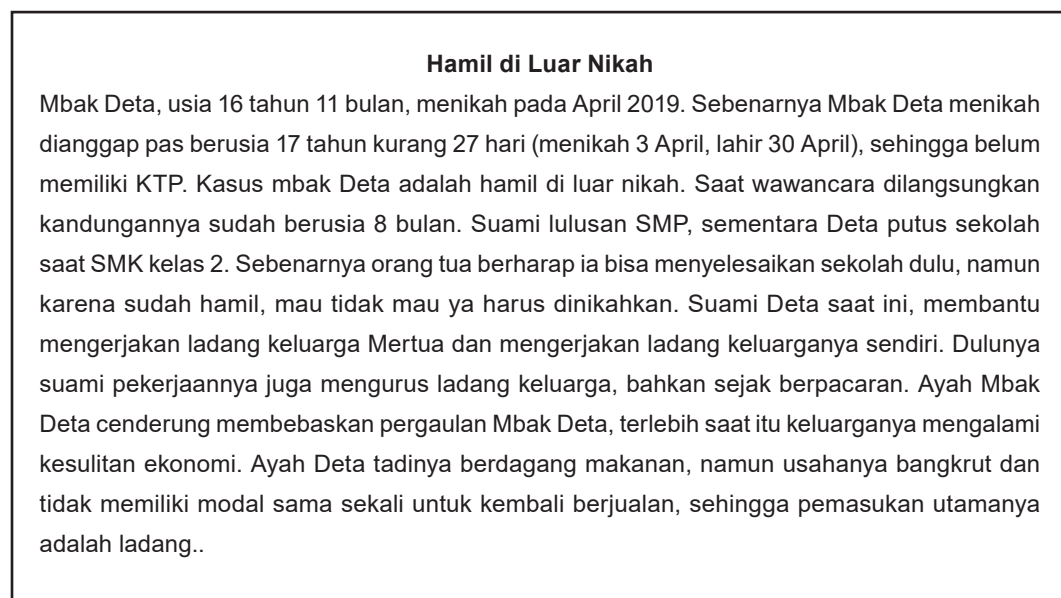 Hamil di Luar Nikah
Mbak Deta, usia 16 tahun 11 bulan, menikah pada April 2019. Sebenarnya Mbak Deta menikah
dianggap pas berusia 17 tahun kurang 27 hari (menikah 3 April, lahir 30 April), sehingga belum
memiliki KTP. Kasus mbak Deta adalah hamil di luar nikah. Saat wawancara dilangsungkan
kandungannya sudah berusia 8 bulan. Suami lulusan SMP, sementara Deta putus sekolah
saat SMK kelas 2. Sebenarnya orang tua berharap ia bisa menyelesaikan sekolah dulu, namun
karena sudah hamil, mau tidak mau ya harus dinikahkan. Suami Deta saat ini, membantu
mengerjakan ladang keluarga Mertua dan mengerjakan ladang keluarganya sendiri. Dulunya
suami pekerjaannya juga mengurus ladang keluarga, bahkan sejak berpacaran. Ayah Mbak
Deta cenderung membebaskan pergaulan Mbak Deta, terlebih saat itu keluarganya mengalami
kesulitan ekonomi. Ayah Deta tadinya berdagang makanan, namun usahanya bangkrut dan
tidak memiliki modal sama sekali untuk kembali berjualan, sehingga pemasukan utamanya
adalah ladang..